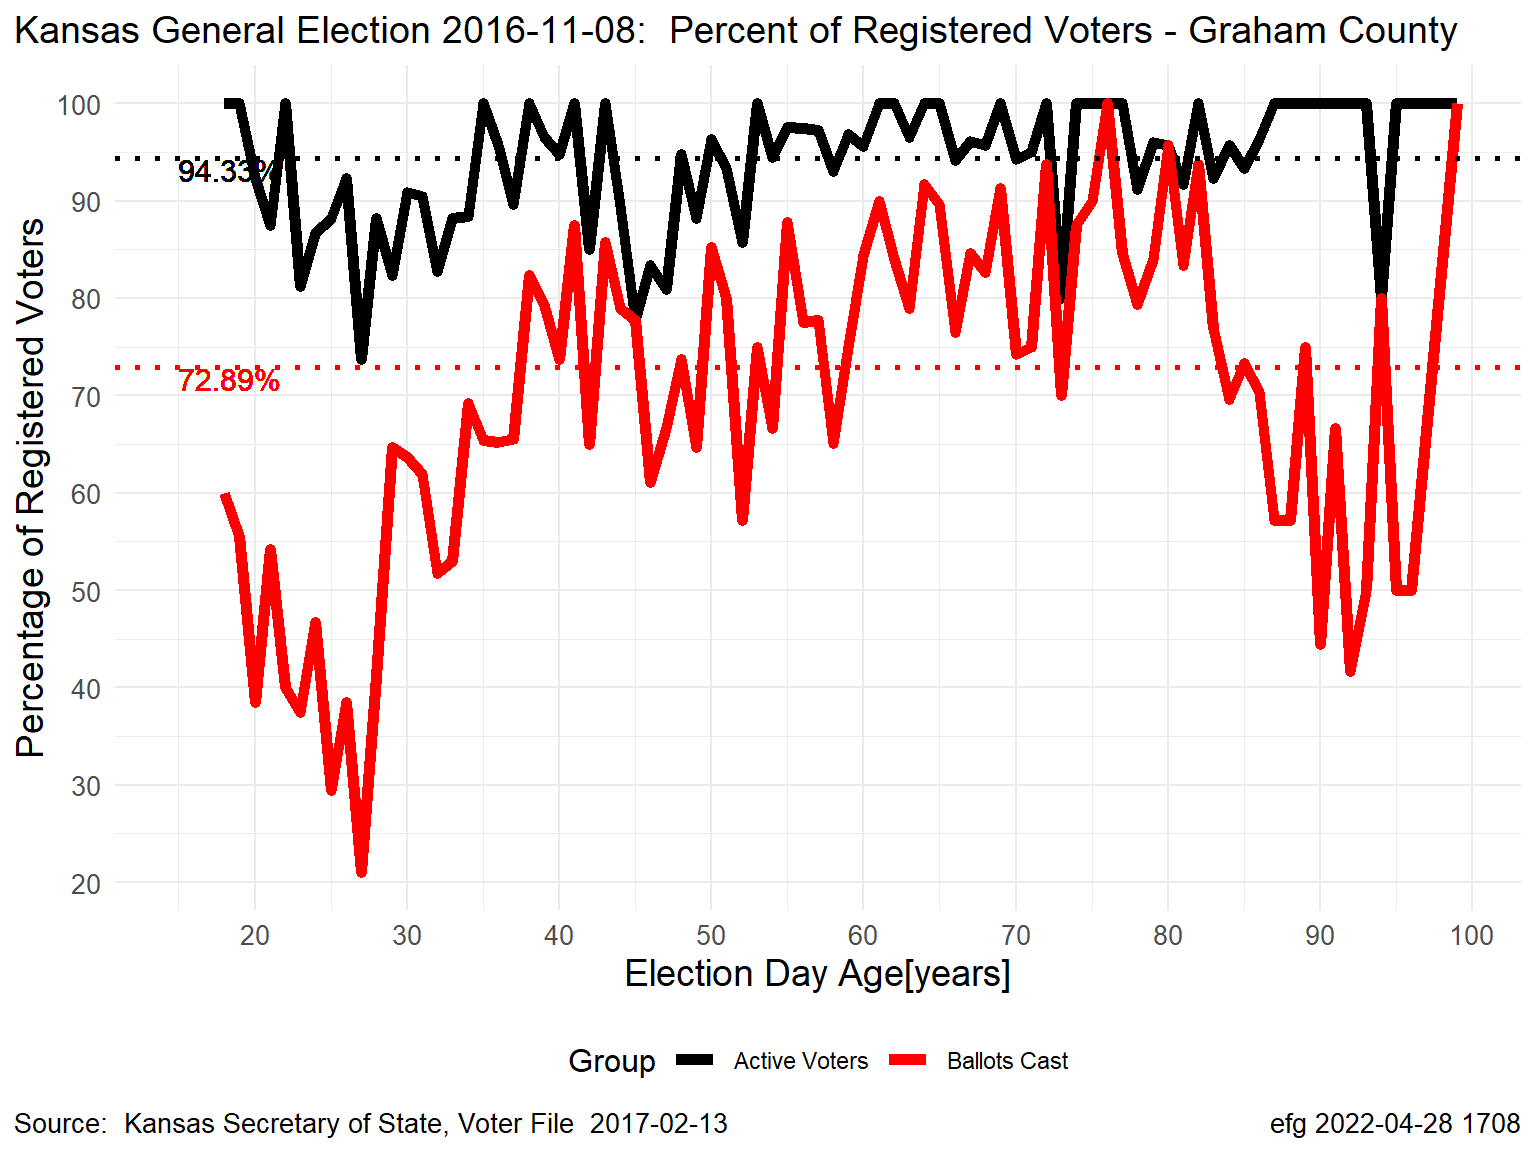 Kansas General Election 2016-11-08:  Percent of Registered Voters - Graham County
Percentage of Registered Voters
100
90
80
70
60
50
40
30
20
94.33%
72.89%
20 30 40 50 60 70 80 90 100
Election Day Age[years]
Group Active Voters Ballots Cast
Source:  Kansas Secretary of State, Voter File  2017-02-13
efg 2022-04-28 1708